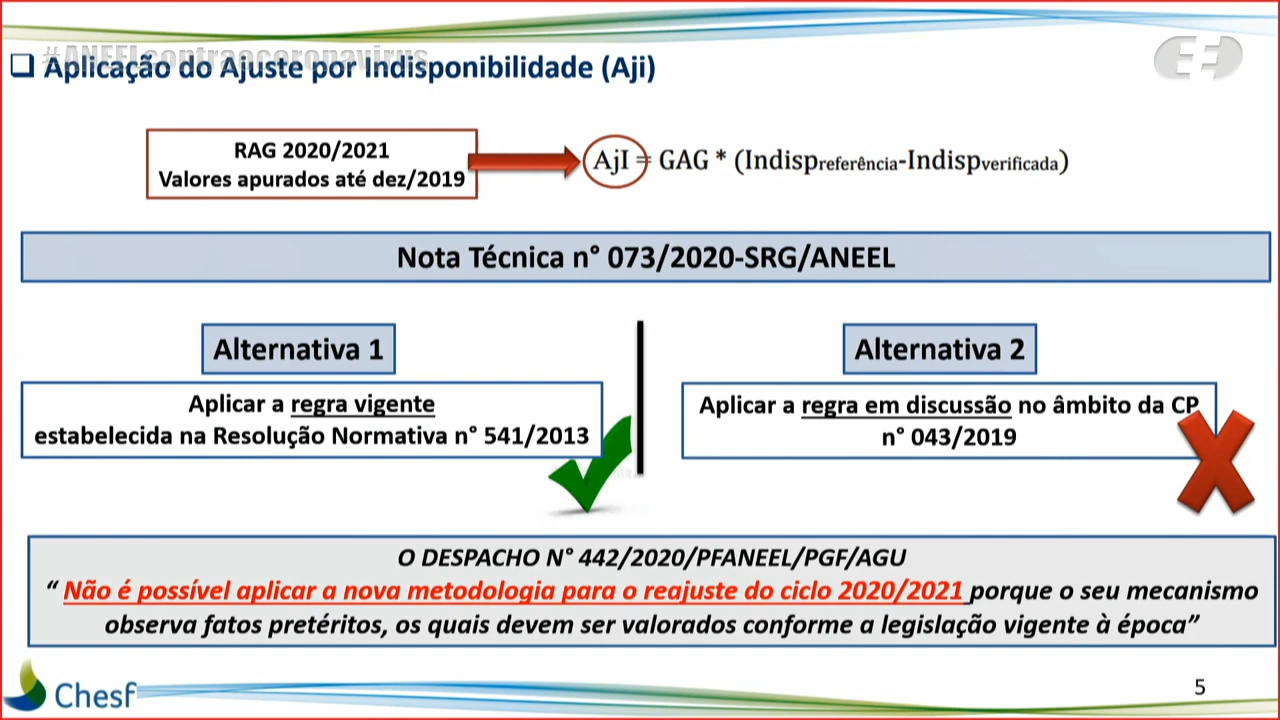 #ANEELcontraocoronavirus
Aplicação do Ajuste por Indisponibilidade (Aji)
RAG 2020/2021
Valores apurados até dez/2019
AjI = GAG * (Indispreferência-Indispverificada)
Nota Técnica n° 073/2020-SRG/ANEEL
Alternativa 1
Aplicar a regra vigente
estabelecida na Resolução Normativa n° 541/2013
Alternativa 2
Aplicar a regra em discussão no âmbito da CP
n° 043/2019
O DESPACHO N° 442/2020/PFANEEL/PGF/AGU
“ Não é possível aplicar a nova metodologia para o reajuste do ciclo 2020/2021 porque o seu mecanismo
observa fatos pretéritos, os quais devem ser valorados conforme a legislação vigente à época”
Chesf
5